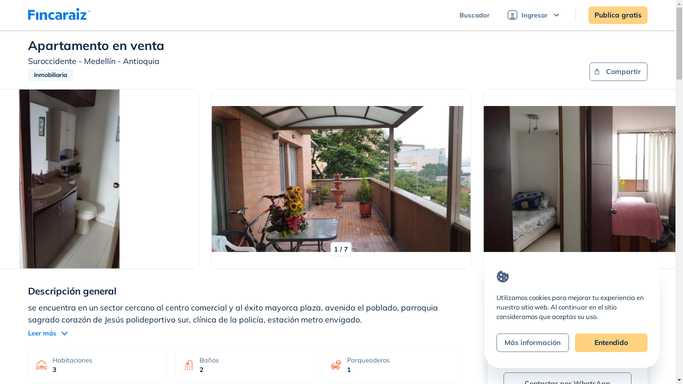 Fincaraiz
Buscador
Ingresar
Publica gratis
Apartamento en venta
Suroccidente - Medellín - Antioquia
Inmobiliaria
Compartir
1 / 7
Descripción general
se encuentra en un sector cercano al centro comercial y al éxito mayorca plaza, avenida el poblado, parroquia
sagrado corazón de Jesús polideportivo sur, clínica de la policía, estación metro envigado.
Leer más
Habitaciones
3
Baños
2
Parqueaderos
1
Utilizamos cookies para mejorar tu experiencia en
nuestro sitio web. Al continuar en el sitio
consideramos que aceptas su uso.
Más información
Entendido
Contactar por WhatsApp